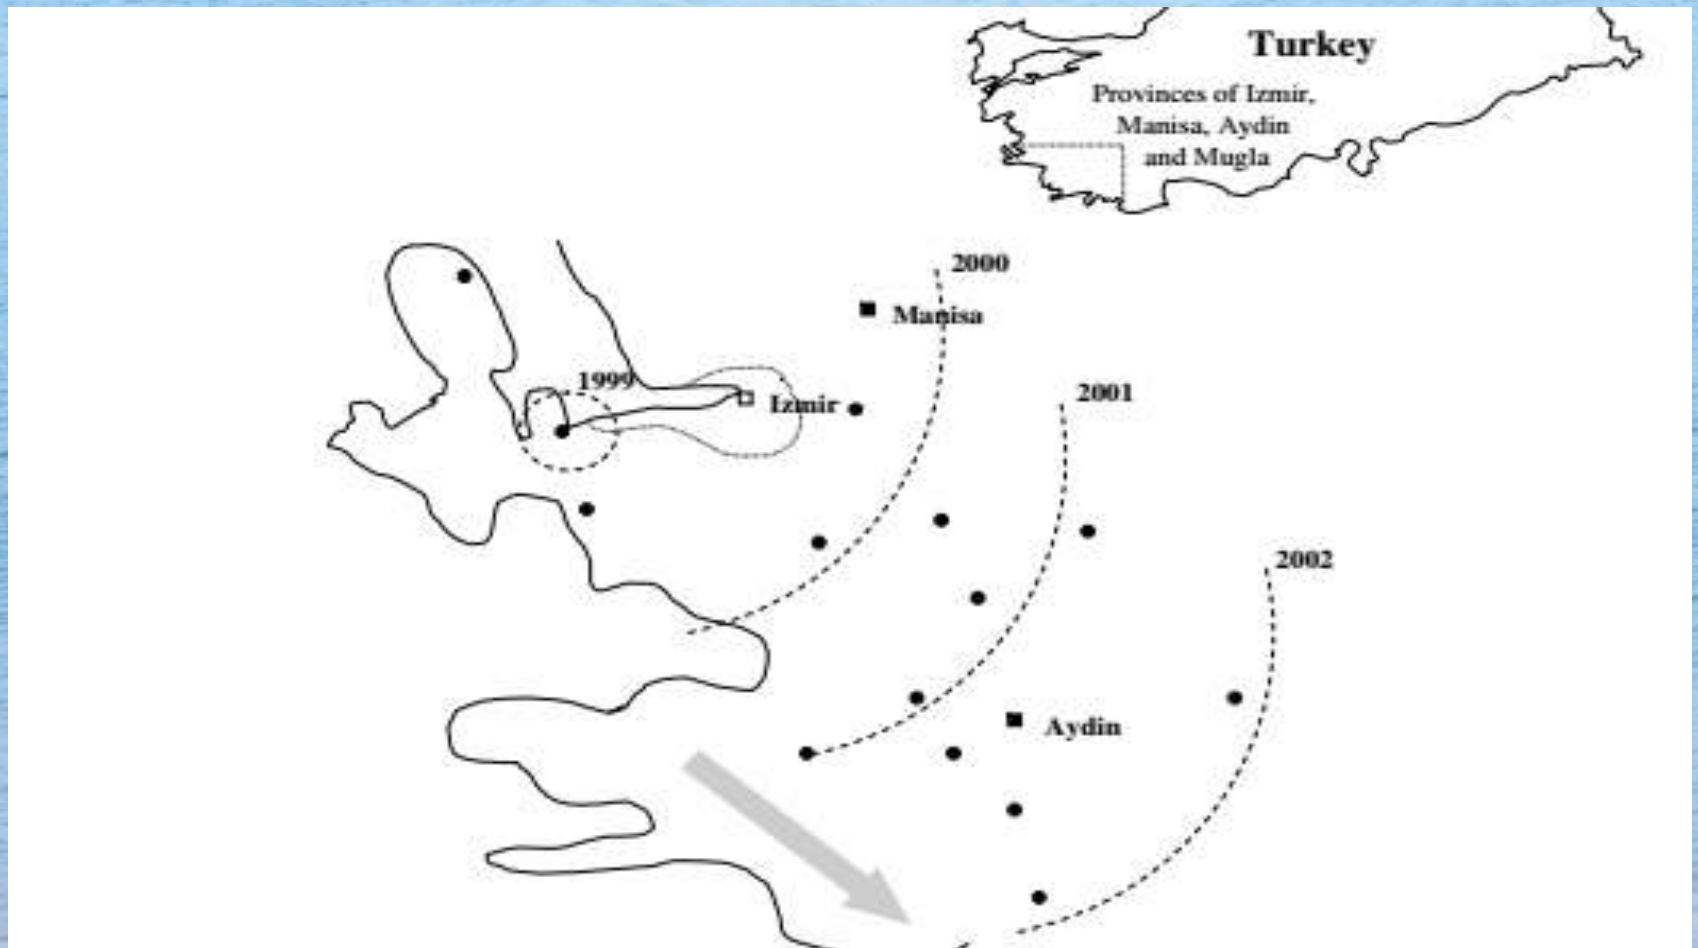 Turkey
Provinces of Izmir,
Manisa, Aydin
and Mugla
2000
Manisa
1999
Izmir
2001
2002
Aydin